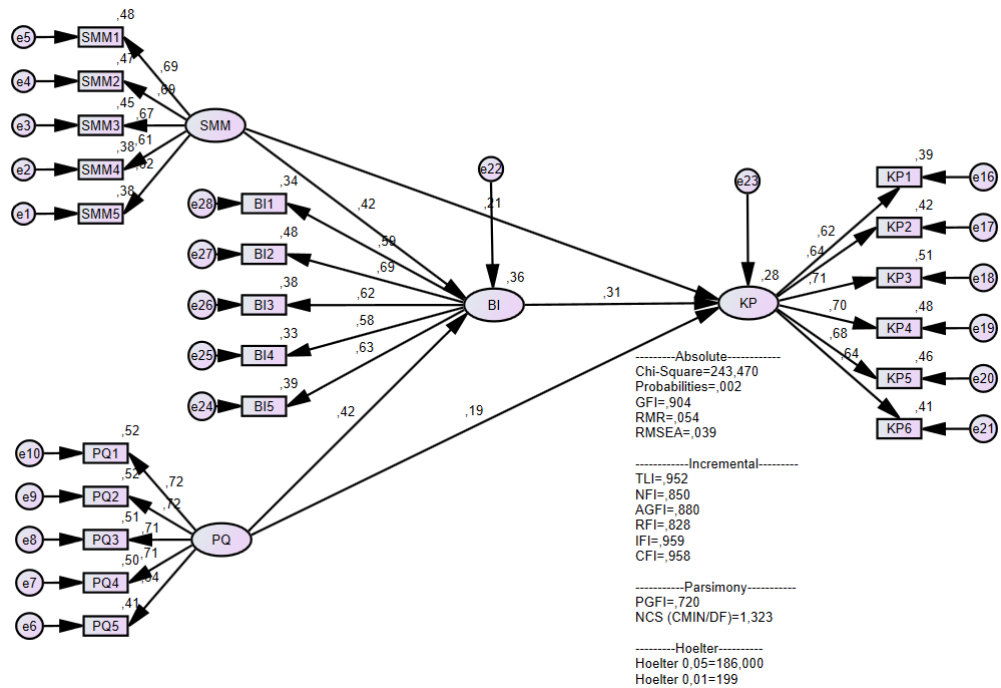 ,48
e5 SMM1
,69
,47
e4 SMM2
,69
,45
e3 SMM3
,67
SMM
,38
e2 SMM4
,61
,38
e1 SMM5
,62
,42
,21
e22
e23
,34
e28 BI1
,59
,48
e27 BI2
,69
,38
e26 BI3
,62
,33
e25 BI4
,58
,39
e24 BI5
,63
,36
BI
,31
,28
KP
,39
KP1 e16
,62
,42
KP2 e17
,64
,51
KP3 e18
,71
,48
KP4 e19
,70
,46
KP5 e20
,68
,41
KP6 e21
,64
,42
,19
,52
e10 PQ1
,72
,52
e9 PQ2
,72
,51
e8 PQ3
,71
PQ
,50
e7 PQ4
,71
,41
e6 PQ5
,64
---------Absolute------------
Chi-Square=243,470
Probabilities=,002
GFI=,904
RMR=,054
RMSEA=,039
------------Incremental---------
TLI=,952
NFI=,850
AGFI=,880
RFI=,828
IFI=,959
CFI=,958
-----------Parsimony-----------
PGFI=,720
NCS (CMIN/DF)=1,323
---------Hoelter----------
Hoelter 0,05=186,000
Hoelter 0,01=199